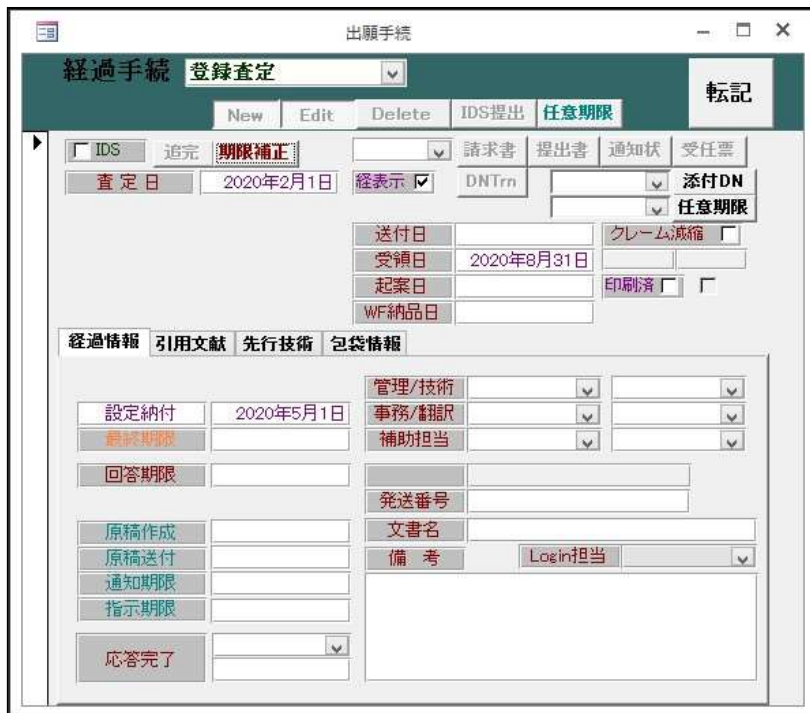 出願手続
経過手続 登録査定
転記
New Edit Delete IDS提出 任意期限
IDS 追完 期限補正 請求書 提出書 通知状 受任票
査定日 2020年2月1日 経表示 DNTrn 添付DN
任意期限
送付日 クレーム減縮
受領日 2020年8月31日
起案日 印刷済
WF納品日
経過情報 引用文献 先行技術 包袋情報
管理/技術
設定納付 2020年5月1日 事務/翻訳
最終期限 補助担当
回答期限
発送番号
原稿作成 文書名
原稿送付 備考 Login担当
通知期限
指示期限
応答完了